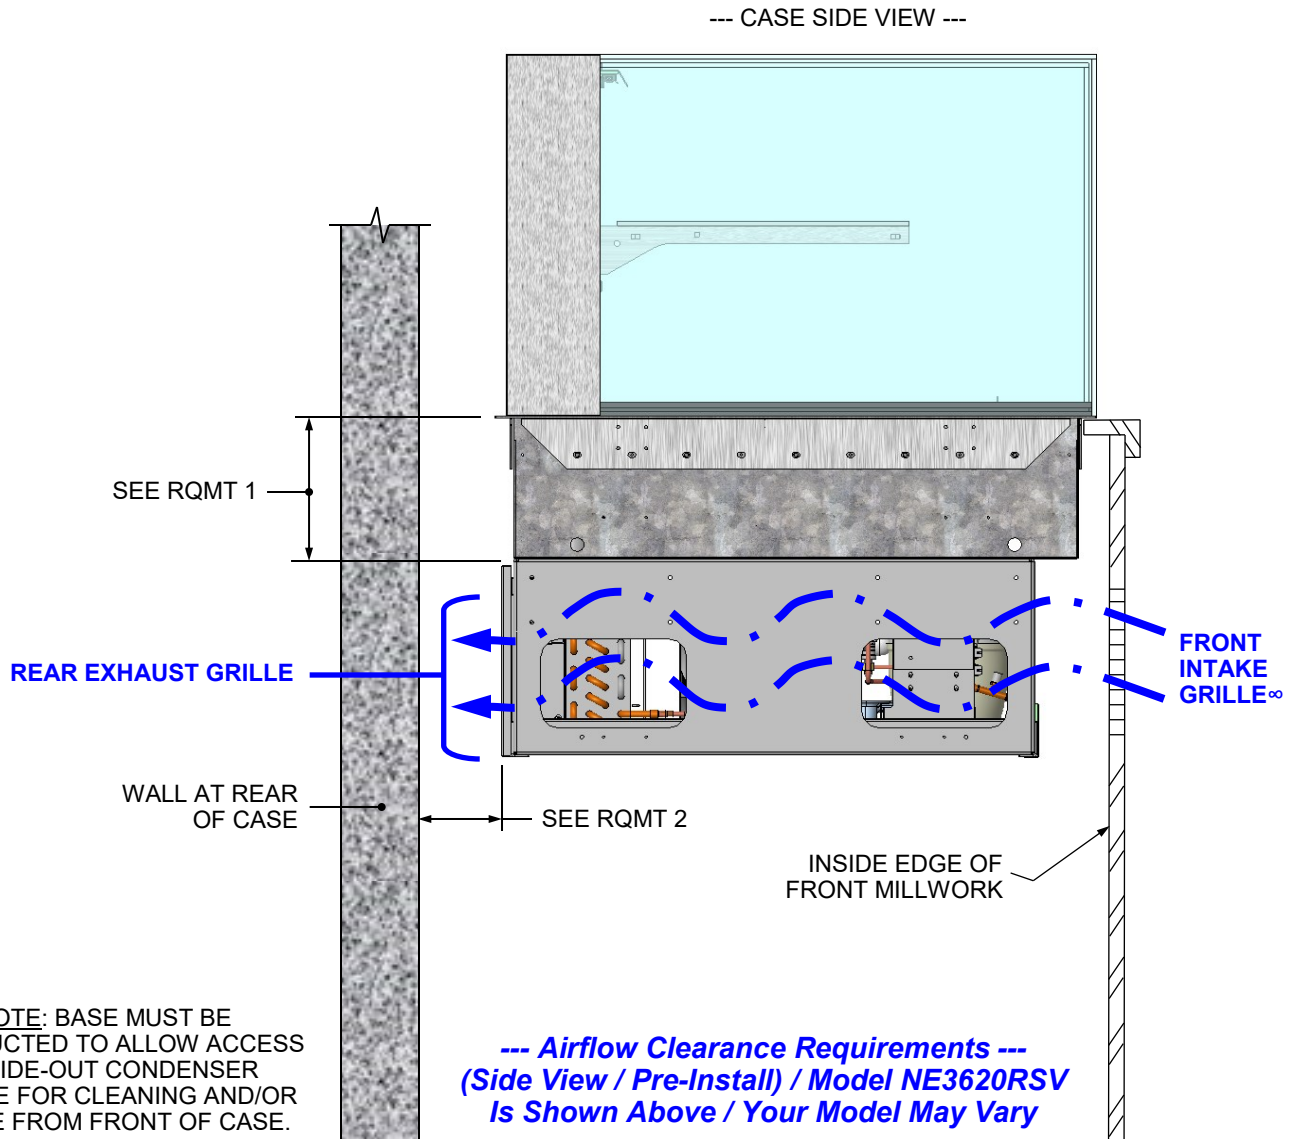 --- CASE SIDE VIEW ---
SEE RQMT 1
REAR EXHAUST GRILLE
FRONT
INTAKE
GRILLE∞
WALL AT REAR
OF CASE
SEE RQMT 2
INSIDE EDGE OF
FRONT MILLWORK
: BASE MUST BE
TO ALLOW ACCESS
CONDENSER
FOR CLEANING AND/OR
FROM FRONT OF CASE.
--- Airflow Clearance Requirements ---
(Side View / Pre-Install) / Model NE3620RSV
Is Shown Above / Your Model May Vary